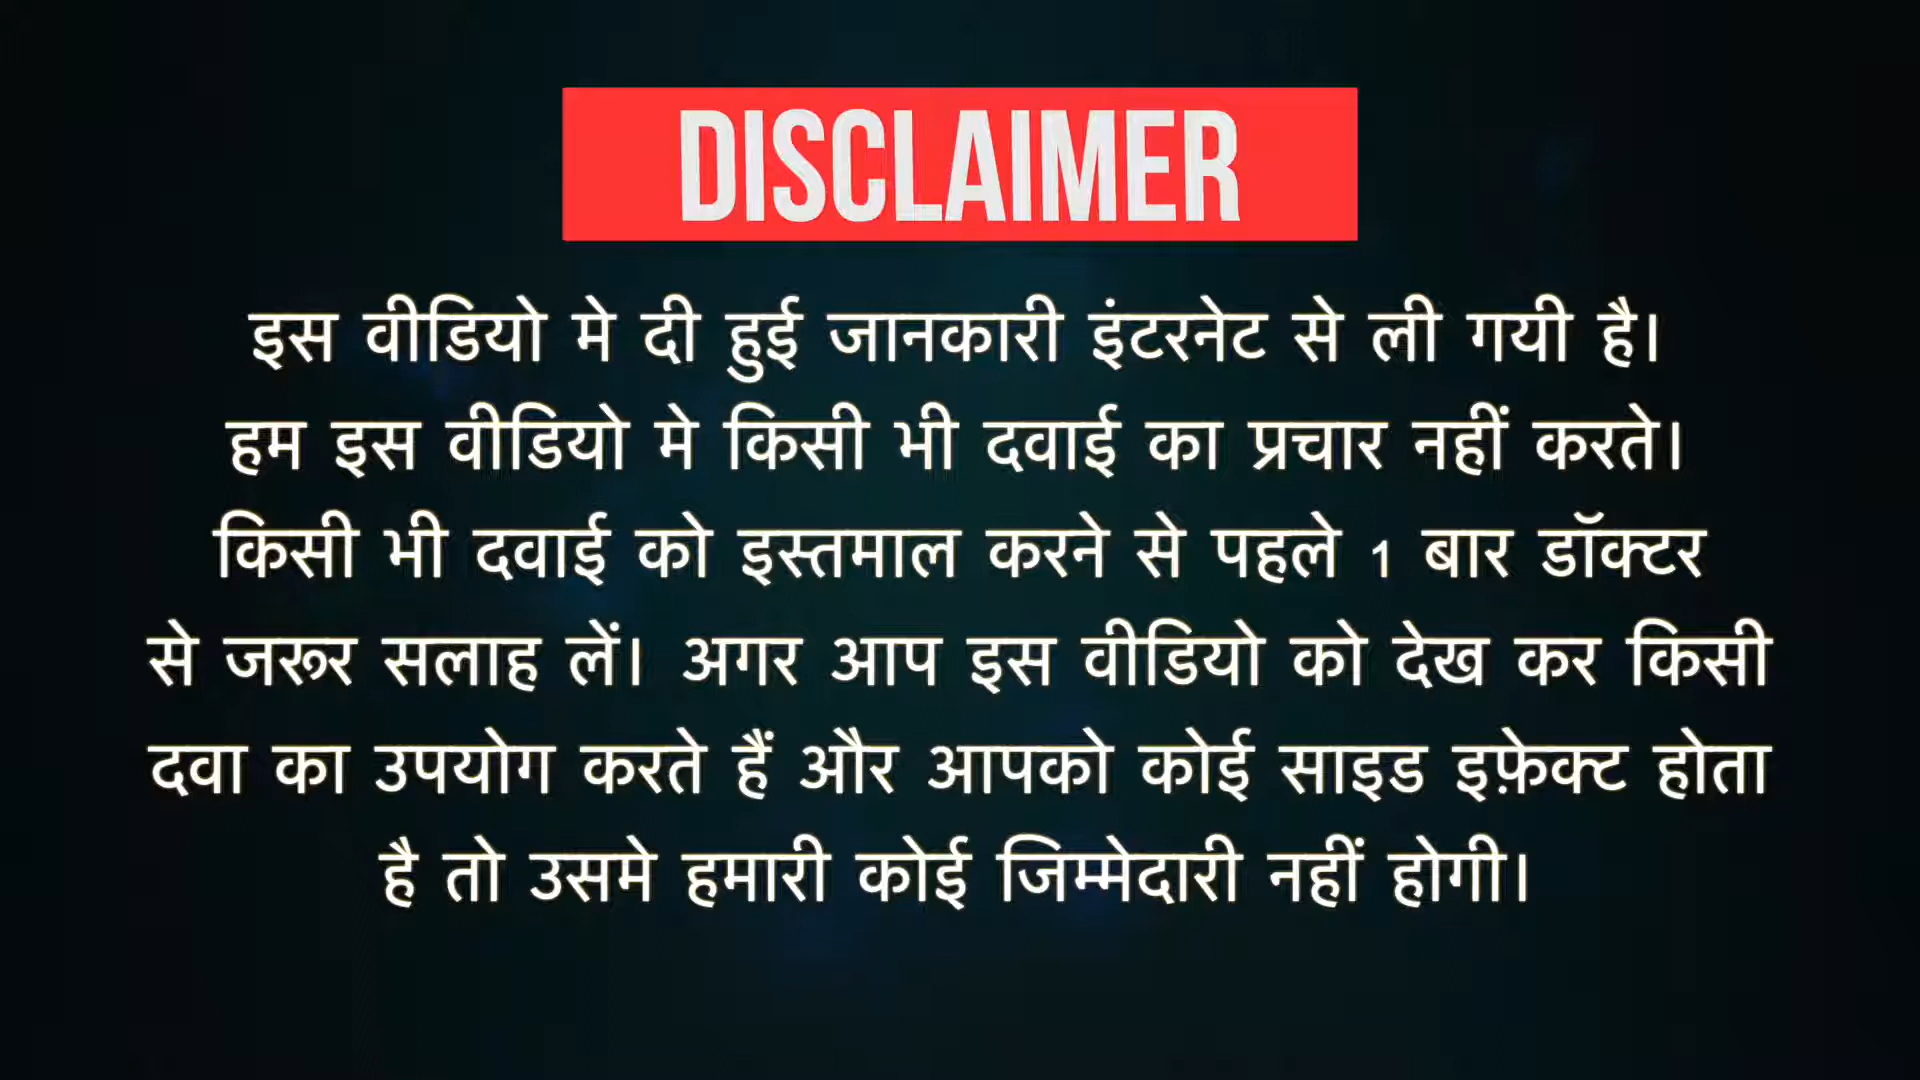 DISCLAIMER
इस वीडियो मे दी हुई जानकारी इंटरनेट से ली गयी है।
हम इस वीडियो मे किसी भी दवाई का प्रचार नहीं करते।
किसी भी दवाई को इस्तमाल करने से पहले 1 बार डॉक्टर
से जरूर सलाह लें। अगर आप इस वीडियो को देख कर किसी
दवा का उपयोग करते हैं और आपको कोई साइड इफ़ेक्ट होता
है तो उसमे हमारी कोई जिम्मेदारी नहीं होगी।